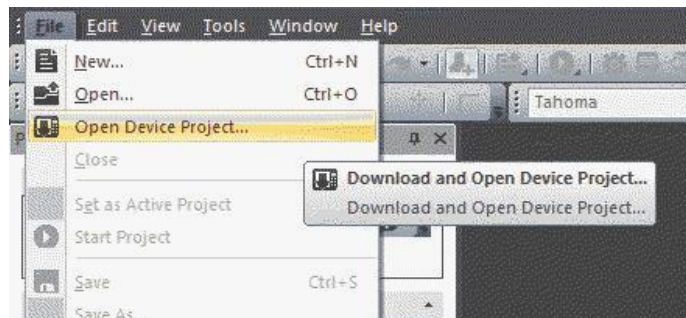 File Edit View Tools Window Help
New... Ctrl+N
Open... Ctrl+O
Tahoma
Open Device Project...
Close
Download and Open Device Project...
Set as Active Project
Download and Open Device Project...
Start Project
Save Ctrl+S
Save As...